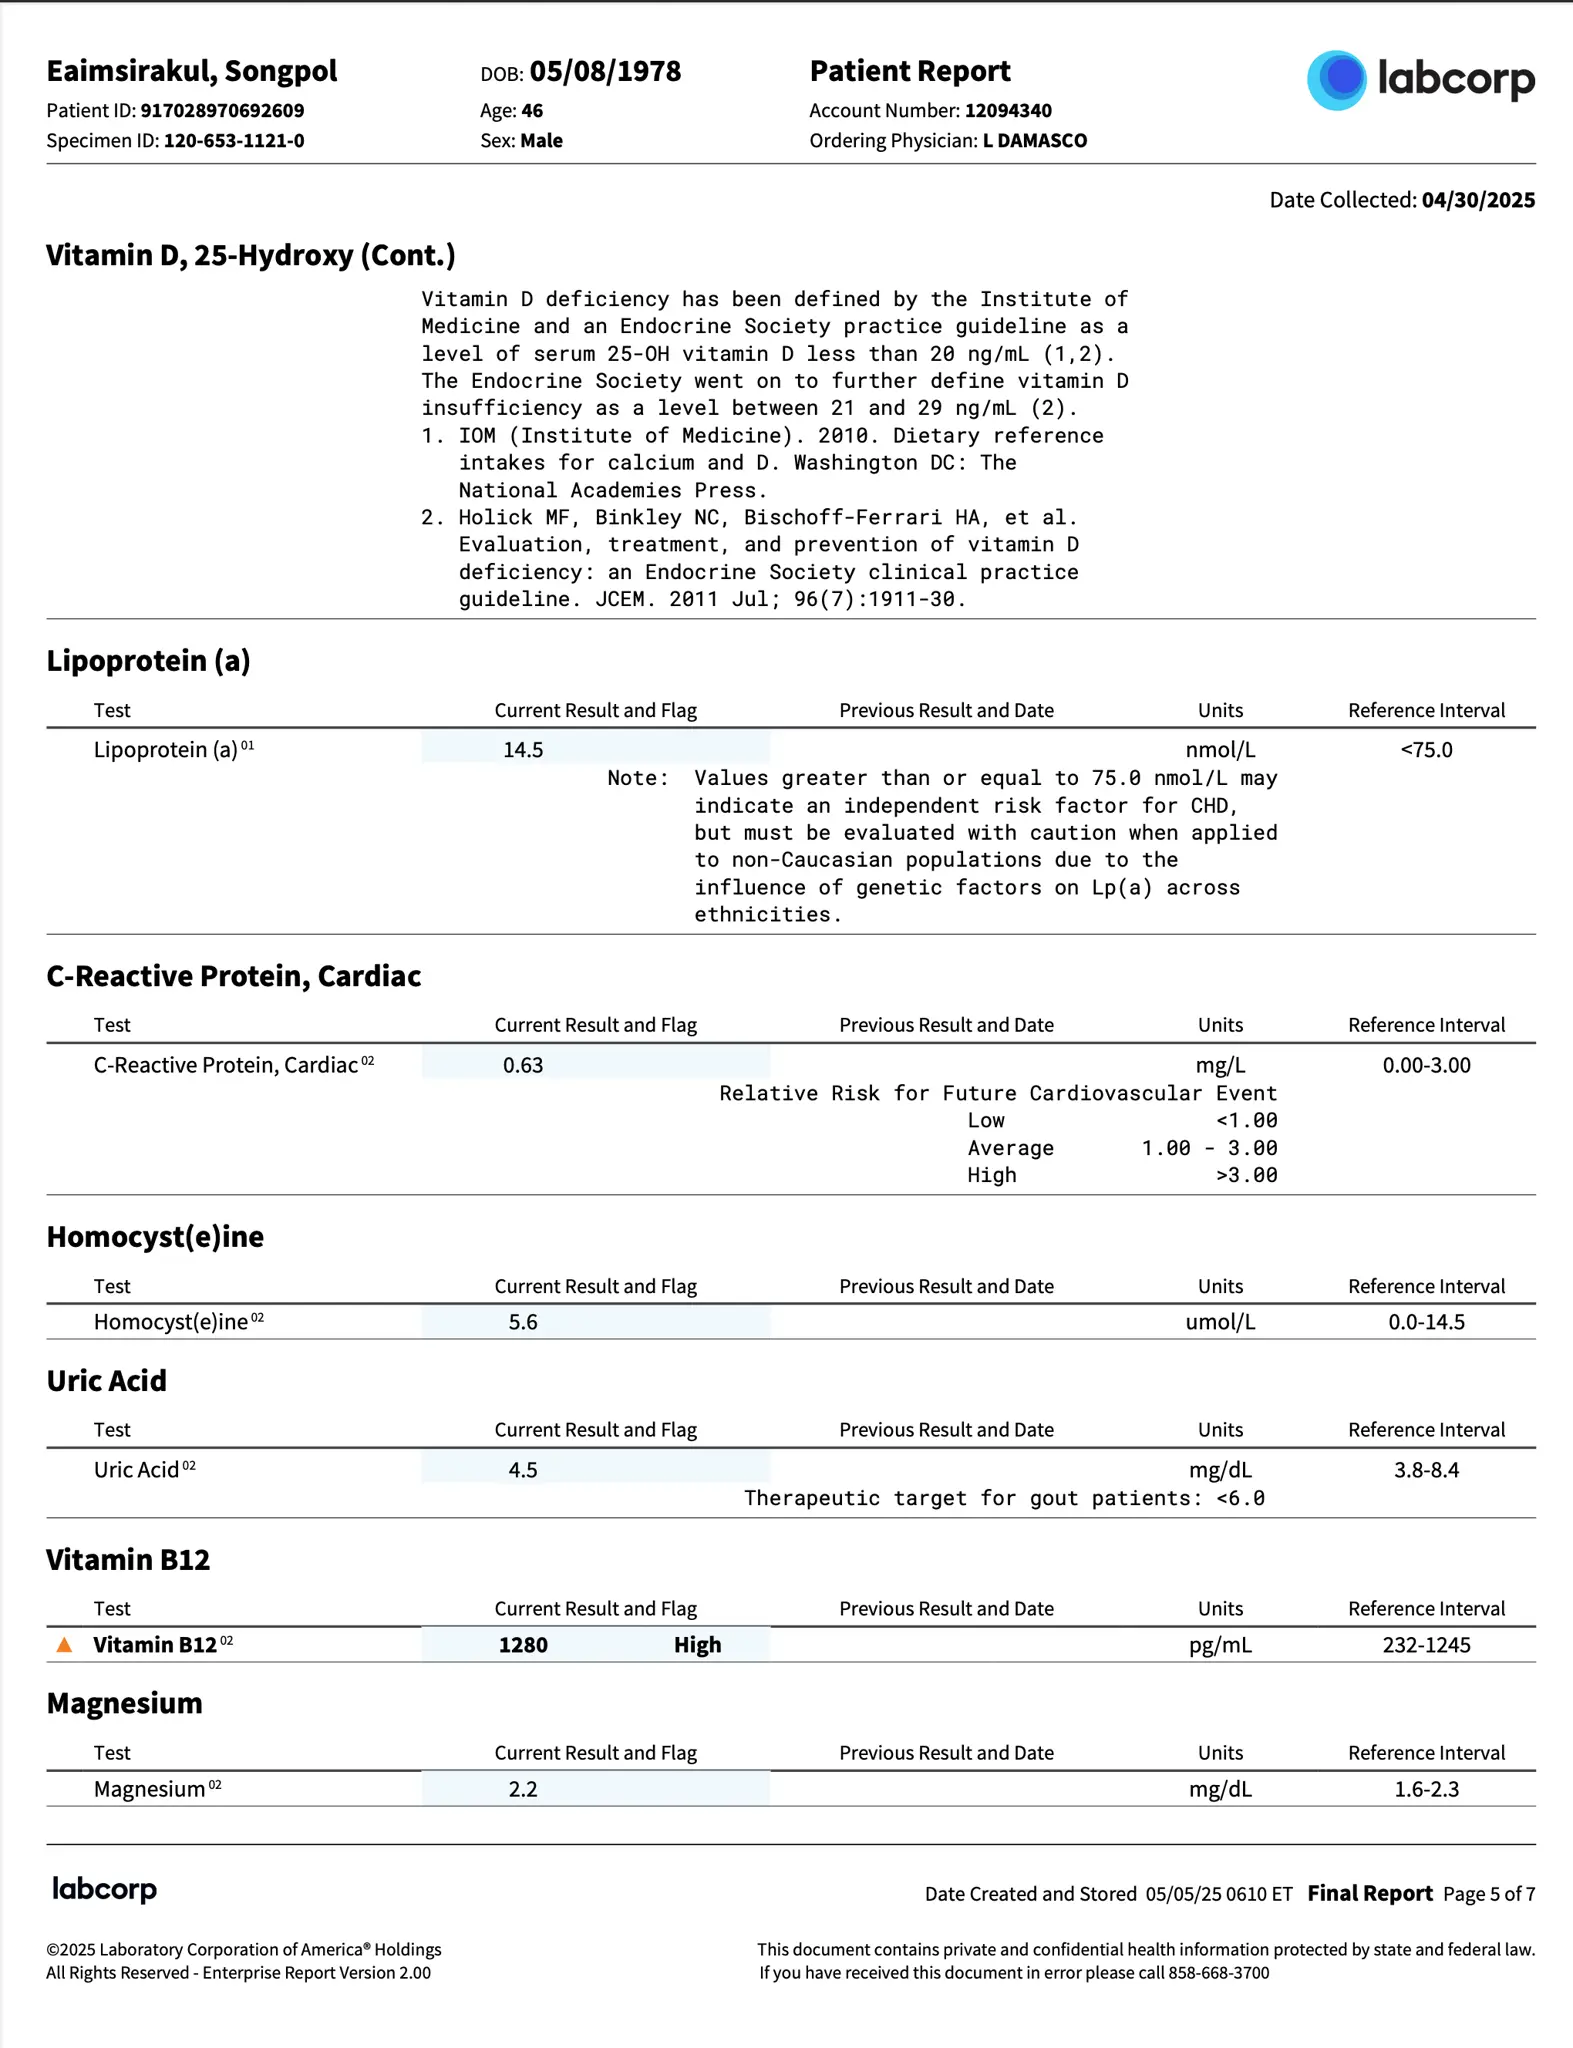 Eaimsirakul, Songpol DOB: 05/08/1978 Patient Report labcorp
Patient ID: 917028970692609 Age: 46 Account Number: 12094340
Specimen ID: 120-653-1121-0 Sex: Male Ordering Physician: L DAMASCO
Date Collected: 04/30/2025
Vitamin D, 25-Hydroxy (Cont.)
Vitamin D deficiency has been defined by the Institute of
Medicine and an Endocrine Society practice guideline as a
level of serum 25-OH vitamin D less than 20 ng/mL (1,2).
The Endocrine Society went on to further define vitamin D
insufficiency as a level between 21 and 29 ng/mL (2).
1. IOM (Institute of Medicine). 2010. Dietary reference
intakes for calcium and D. Washington DC: The
National Academies Press.
2. Holick MF, Binkley NC, Bischoff-Ferrari HA, et al.
Evaluation, treatment, and prevention of vitamin D
deficiency: an Endocrine Society clinical practice
guideline. JCEM. 2011 Jul; 96(7):1911-30.
Lipoprotein (a)
Test Current Result and Flag Previous Result and Date Units Reference Interval
Lipoprotein (a) 01 14.5 nmol/L <75.0
Note: Values greater than or equal to 75.0 nmol/L may
indicate an independent risk factor for CHD,
but must be evaluated with caution when applied
to non-Caucasian populations due to the
influence of genetic factors on Lp(a) across
ethnicities.
C-Reactive Protein, Cardiac
Test Current Result and Flag Previous Result and Date Units Reference Interval
C-Reactive Protein, Cardiac 02 0.63 mg/L 0.00-3.00
Relative Risk for Future Cardiovascular Event
Low <1.00
Average 1.00 - 3.00
High >3.00
Homocyst(e)ine
Test Current Result and Flag Previous Result and Date Units Reference Interval
Homocyst(e)ine 02 5.6 umol/L 0.0-14.5
Uric Acid
Test Current Result and Flag Previous Result and Date Units Reference Interval
Uric Acid 02 4.5 mg/dL 3.8-8.4
Therapeutic target for gout patients: <6.0
Vitamin B12
Test Current Result and Flag Previous Result and Date Units Reference Interval
Vitamin B12 02 1280 High pg/mL 232-1245
Magnesium
Test Current Result and Flag Previous Result and Date Units Reference Interval
Magnesium 02 2.2 mg/dL 1.6-2.3
labcorp
Date Created and Stored 05/05/25 0610 ET Final Report Page 5 of 7
©2025 Laboratory Corporation of America® Holdings This document contains private and confidential health information protected by state and federal law.
All Rights Reserved - Enterprise Report Version 2.00 If you have received this document in error please call 858-668-3700